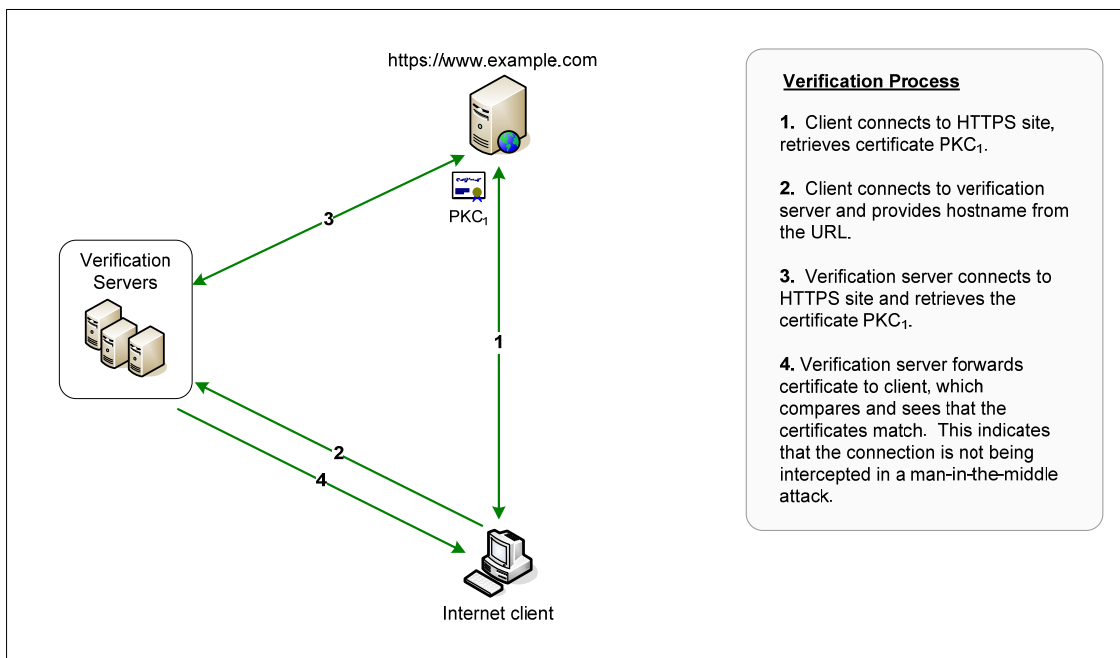 https://www.example.com
PKC₁
3
Verification
Servers
1
2
4
Internet client
Verification Process
1. Client connects to HTTPS site,
retrieves certificate PKC₁.
2. Client connects to verification
server and provides hostname from
the URL.
3. Verification server connects to
HTTPS site and retrieves the
certificate PKC₁.
4. Verification server forwards
certificate to client, which
compares and sees that the
certificates match. This indicates
that the connection is not being
intercepted in a man-in-the-middle
attack.